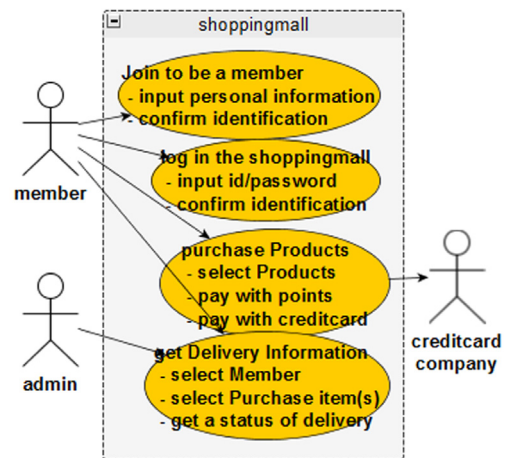 shoppingmall
Join to be a member
- input personal information
- confirm identification
log in the shoppingmall
- input id/password
- confirm identification
member
purchase Products
- select Products
- pay with points
- pay with creditcard
creditcard
company
get Delivery Information
- select Member
- select Purchase item(s)
- get a status of delivery
admin